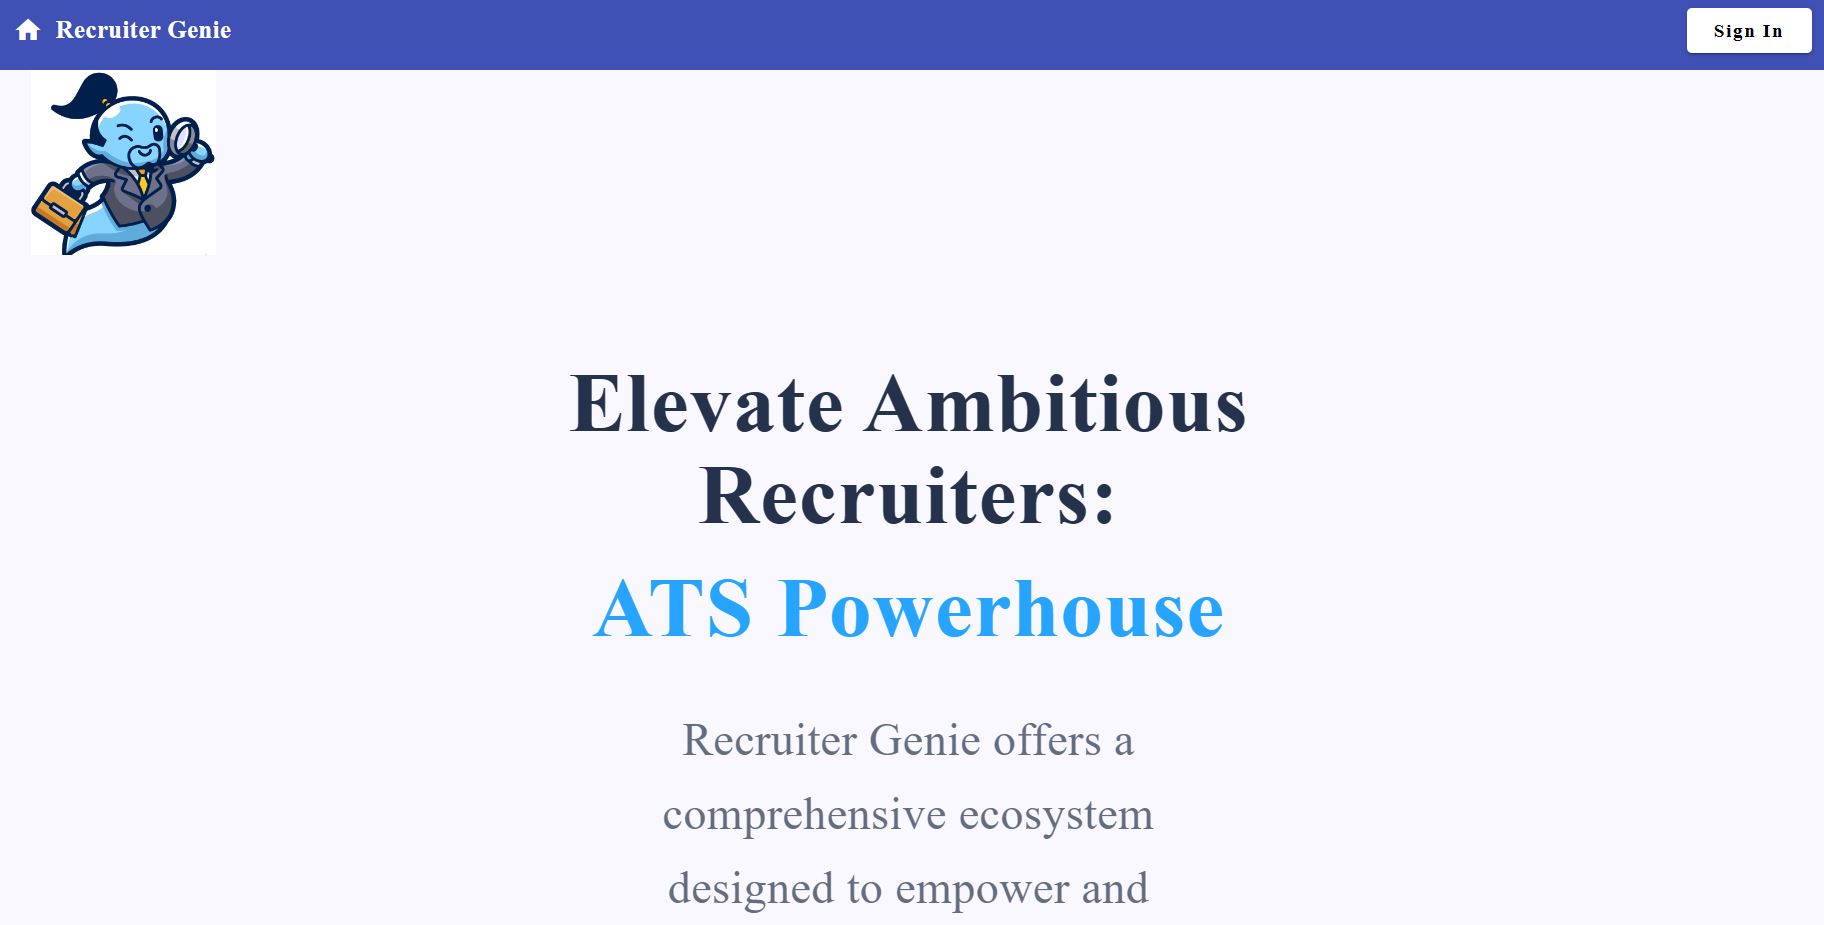 Recruiter Genie
Sign In
Elevate Ambitious
Recruiters:
ATS Powerhouse
Recruiter Genie offers a
comprehensive ecosystem
designed to empower and